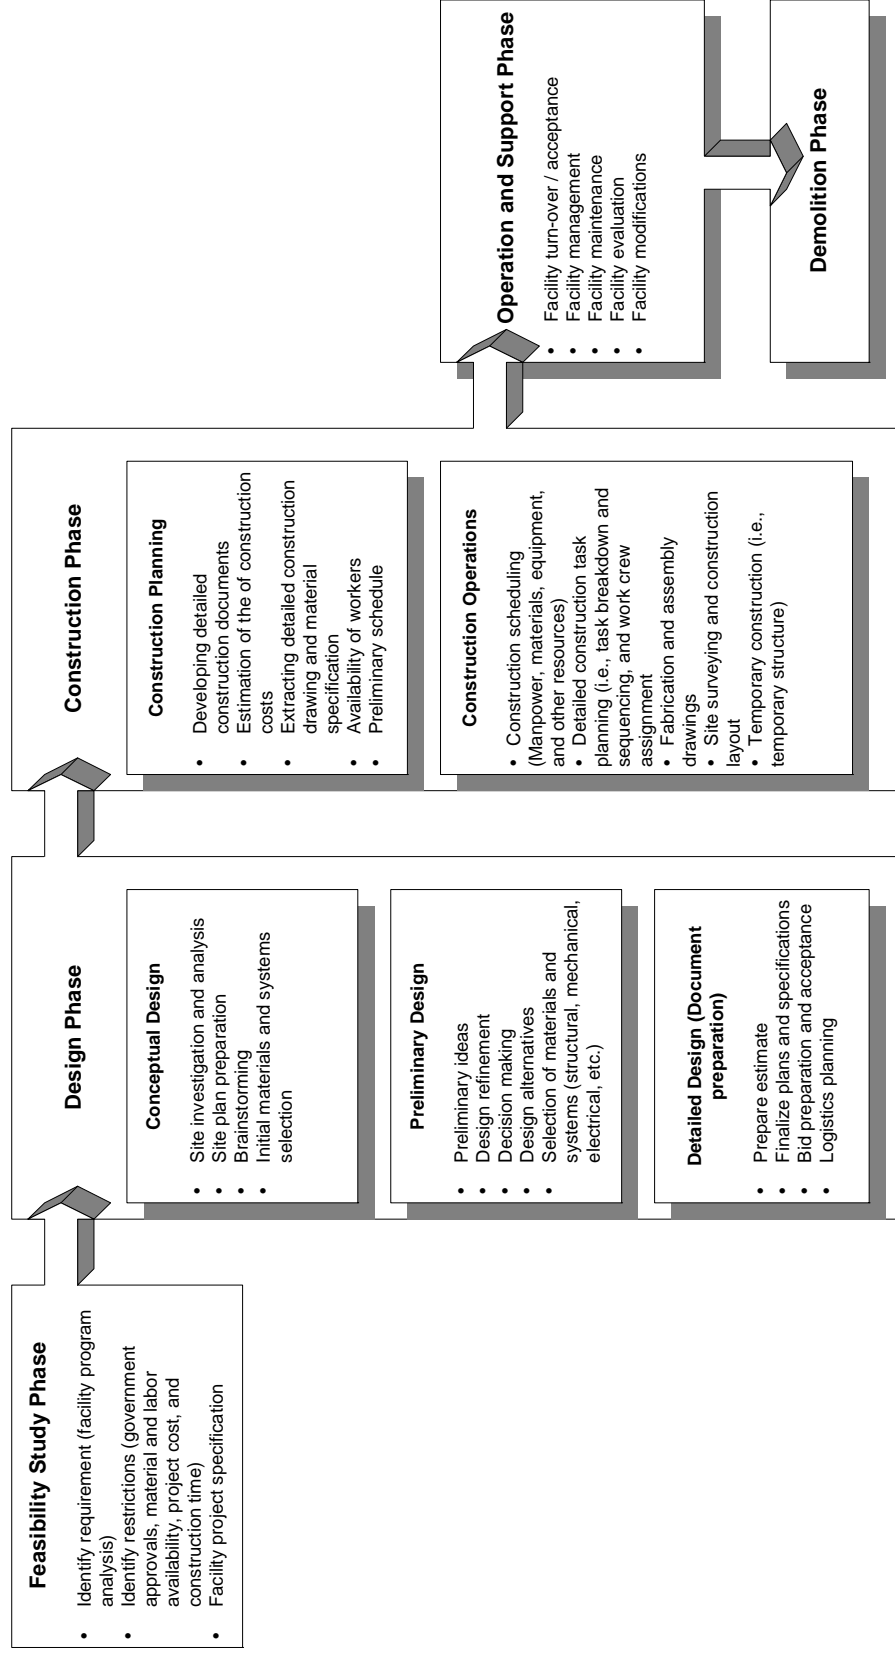 Feasibility Study Phase
• Identify requirement (facility program
analysis)
• Identify restrictions (government
approvals, material and labor
availability, project cost, and
construction time)
• Facility project specification
Design Phase
Conceptual Design
• Site investigation and analysis
• Site plan preparation
• Brainstorming
• Initial materials and systems
selection
Preliminary Design
• Preliminary ideas
• Design refinement
• Decision making
• Design alternatives
• Selection of materials and
systems (structural, mechanical,
electrical, etc.)
Detailed Design (Document
preparation)
• Prepare estimate
• Finalize plans and specifications
• Bid preparation and acceptance
• Logistics planning
Construction Phase
Construction Planning
• Developing detailed
construction documents
• Estimation of the of construction
costs
• Extracting detailed construction
drawing and material
specification
• Availability of workers
• Preliminary schedule
Construction Operations
• Construction scheduling
(Manpower, materials, equipment,
and other resources)
• Detailed construction task
planning (i.e., task breakdown and
sequencing, and work crew
assignment
• Fabrication and assembly
drawings
• Site surveying and construction
layout
• Temporary construction (i.e.,
temporary structure)
Operation and Support Phase
• Facility turn-over / acceptance
• Facility management
• Facility maintenance
• Facility evaluation
• Facility modifications
Demolition Phase